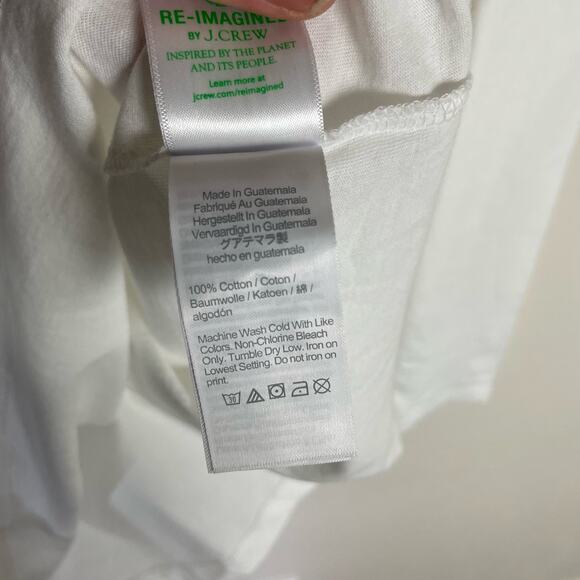 RE-IMAGINED
BY J.CREW
INSPIRED BY THE PLANET
AND ITS PEOPLE.
Learn more at
jcrew.com/reimagined
Made In Guatemala
Fabriqué Au Guatemala
Hergestellt In Guatemala
Vervaardigd In Guatemala
グアテマラ製
hecho en guatemala
100% Cotton / Coton /
Baumwolle / Katoen / 綿 /
algodón
Machine Wash Cold With Like
Colors. Non-Chlorine Bleach
Only. Tumble Dry Low. Iron on
Lowest Setting. Do not iron on
print.
30